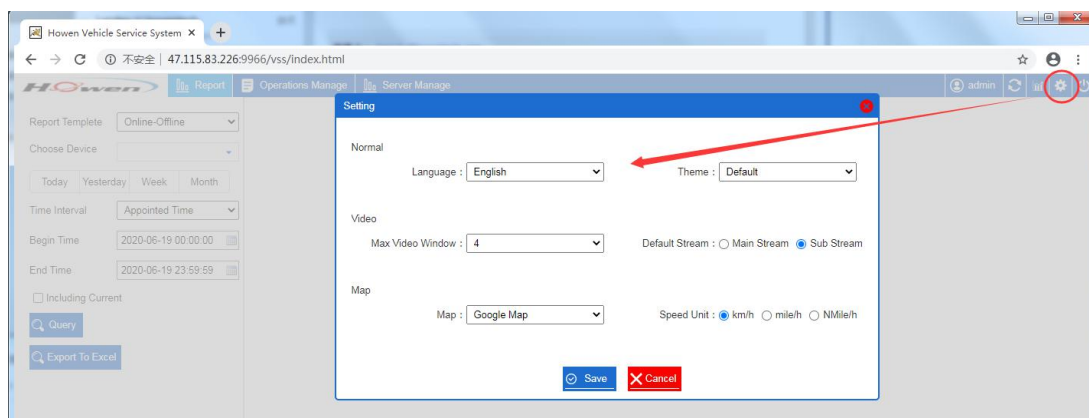 Howen Vehicle Service System
不安全 47.115.83.226:9966/vss/index.html
HOwen Report Operations Manage Server Manage admin
Setting
Report Templete Online-Offline
Choose Device
Today Yesterday Week Month
Time Interval Appointed Time
Begin Time 2020-06-19 00:00:00
End Time 2020-06-19 23:59:59
Including Current
Query
Export To Excel
Normal
Language : English Theme : Default
Video
Max Video Window : 4 Default Stream : Main Stream Sub Stream
Map
Map : Google Map Speed Unit : km/h mile/h NMile/h
Save Cancel